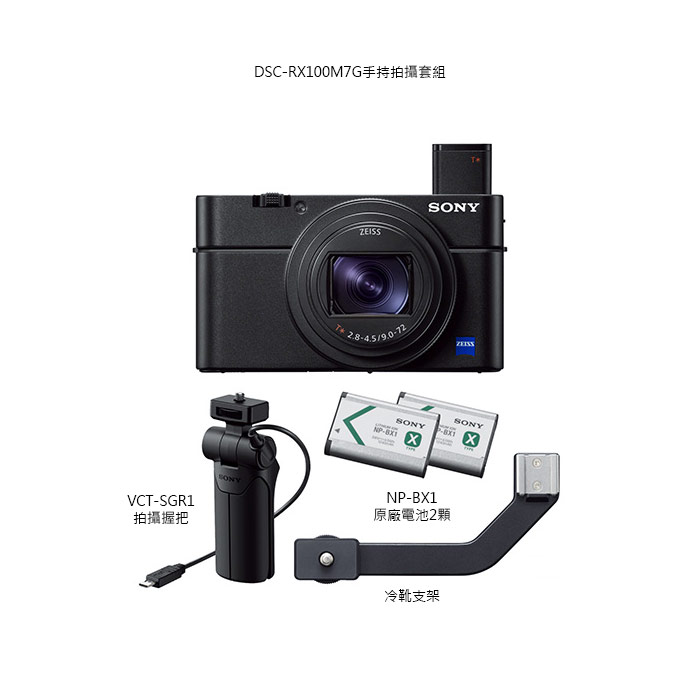 DSC-RX100M7G手持拍攝套組
T*
SONY
ZEISS
T* 2.8-4.5/9.0-72
ZEISS
SONY
NP-BX1
X
TYPE
SONY
P-BX1
X
TYPE
SONY
VCT-SGR1
拍攝握把
NP-BX1
原廠電池2顆
冷靴支架